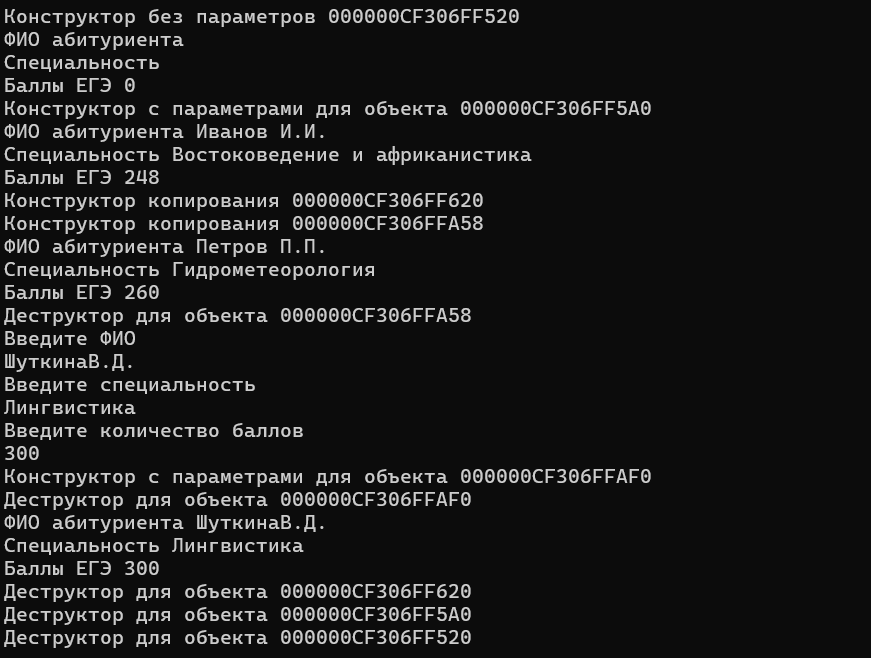 Конструктор без параметров 000000CF306FF520
ФИО абитуриента
Специальность
Баллы ЕГЭ 0
Конструктор с параметрами для объекта 000000CF306FF5A0
ФИО абитуриента Иванов И.И.
Специальность Востоковедение и африканистика
Баллы ЕГЭ 248
Конструктор копирования 000000CF306FF620
Конструктор копирования 000000CF306FFA58
ФИО абитуриента Петров П.П.
Специальность Гидрометеорология
Баллы ЕГЭ 260
Деструктор для объекта 000000CF306FFA58
Введите ФИО
ШуткинаВ.Д.
Введите специальность
Лингвистика
Введите количество баллов
300
Конструктор с параметрами для объекта 000000CF306FFAF0
Деструктор для объекта 000000CF306FFAF0
ФИО абитуриента ШуткинаВ.Д.
Специальность Лингвистика
Баллы ЕГЭ 300
Деструктор для объекта 000000CF306FF620
Деструктор для объекта 000000CF306FF5A0
Деструктор для объекта 000000CF306FF520